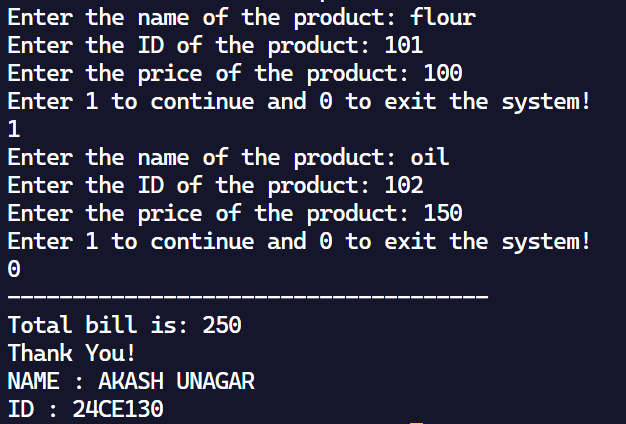 Enter the name of the product: flour
Enter the ID of the product: 101
Enter the price of the product: 100
Enter 1 to continue and 0 to exit the system!
1
Enter the name of the product: oil
Enter the ID of the product: 102
Enter the price of the product: 150
Enter 1 to continue and 0 to exit the system!
0
-------------------------------------
Total bill is: 250
Thank You!
NAME : AKASH UNAGAR
ID : 24CE130